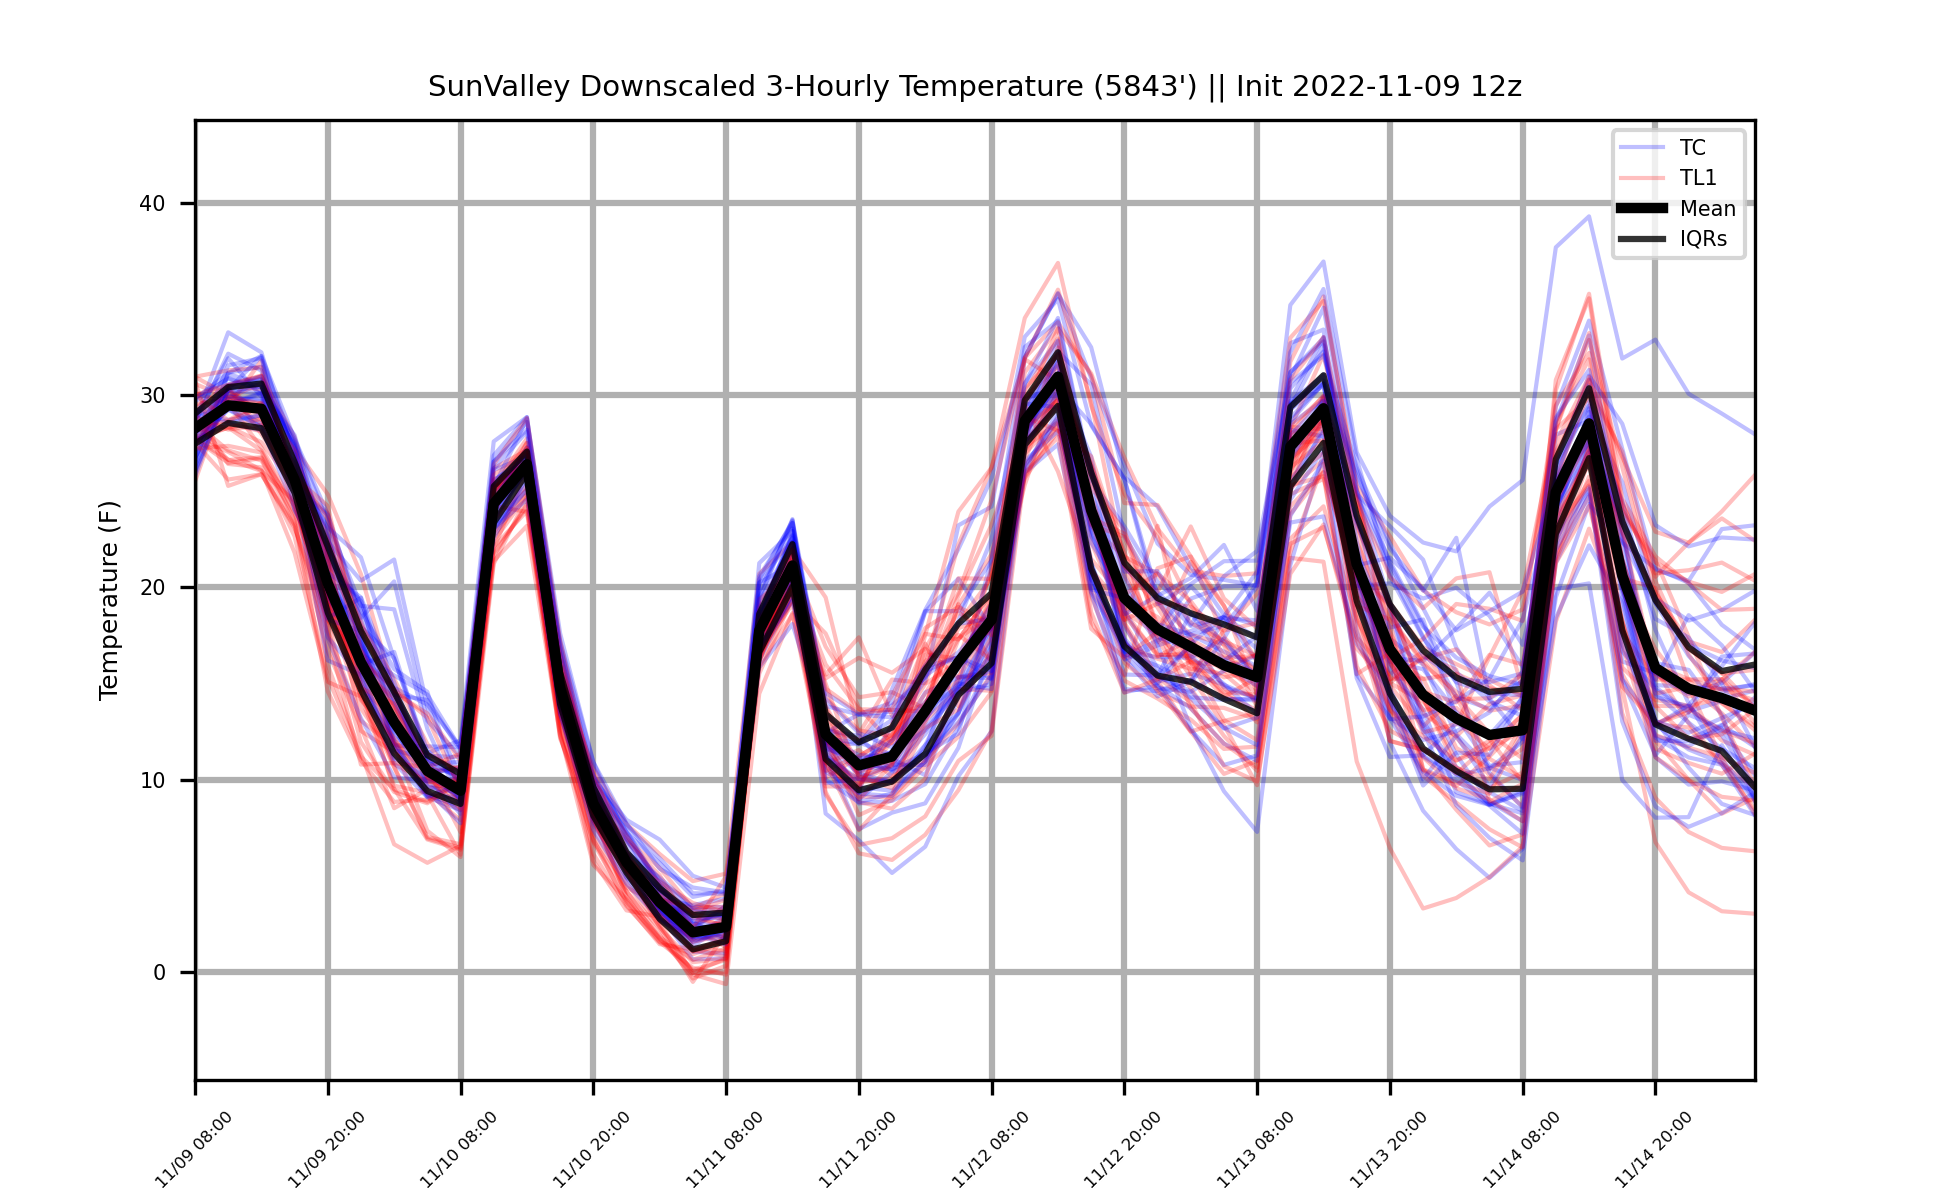 SunValley Downscaled 3-Hourly Temperature (5843') || Init 2022-11-09 12z
TC
TL1
Mean
IQRs
Temperature (F)
40
30
20
10
0
11/09 08:00
11/09 20:00
11/10 08:00
11/10 20:00
11/11 08:00
11/11 20:00
11/12 08:00
11/12 20:00
11/13 08:00
11/13 20:00
11/14 08:00
11/14 20:00